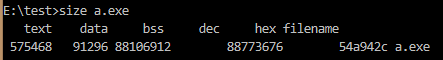 E:\test>size a.exe
text data bss dec hex filename
575468 91296 88106912 88773676 54a942c a.exe